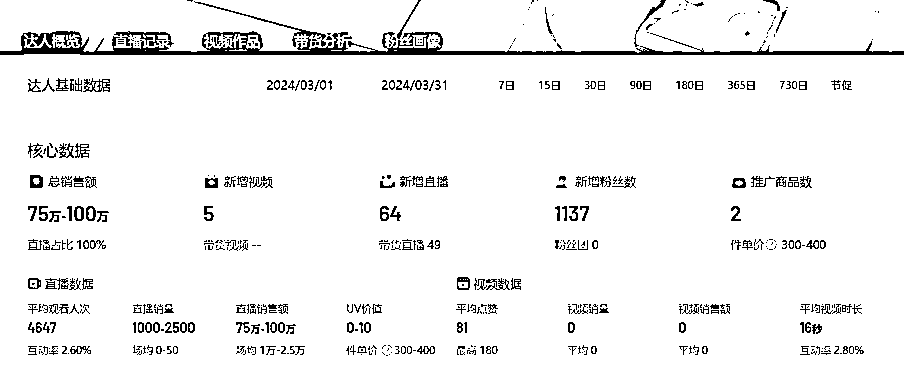 达人概览 直播记录 视频作品 带货分析 粉丝画像
达人基础数据 2024/03/01 2024/03/31 7日 15日 30日 90日 180日 365日 730日 节促
核心数据
总销售额 新增视频 新增直播 新增粉丝数 推广商品数
75万-100万 5 64 1137 2
直播占比 100% 带货视频 -- 带货直播 49 粉丝团 0 件单价 300-400
直播数据 视频数据
平均观看人次 直播销量 直播销售额 UV价值 平均点赞 视频销量 视频销售额 平均视频时长
4647 1000-2500 75万-100万 0-10 81 0 0 16秒
互动率 2.60% 场均 0-50 场均 1万-2.5万 件单价 300-400 最高 180 平均 0 平均 0 互动率 2.80%